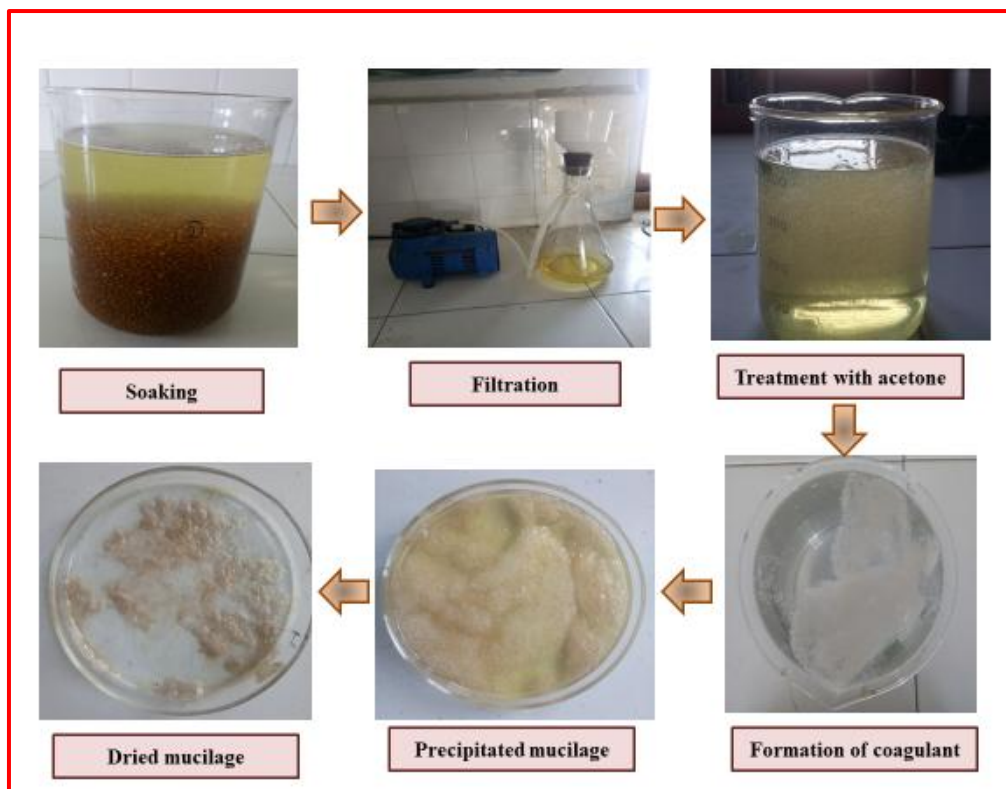 Soaking
Filtration
Treatment with acetone
Formation of coagulant
Precipitated mucilage
Dried mucilage